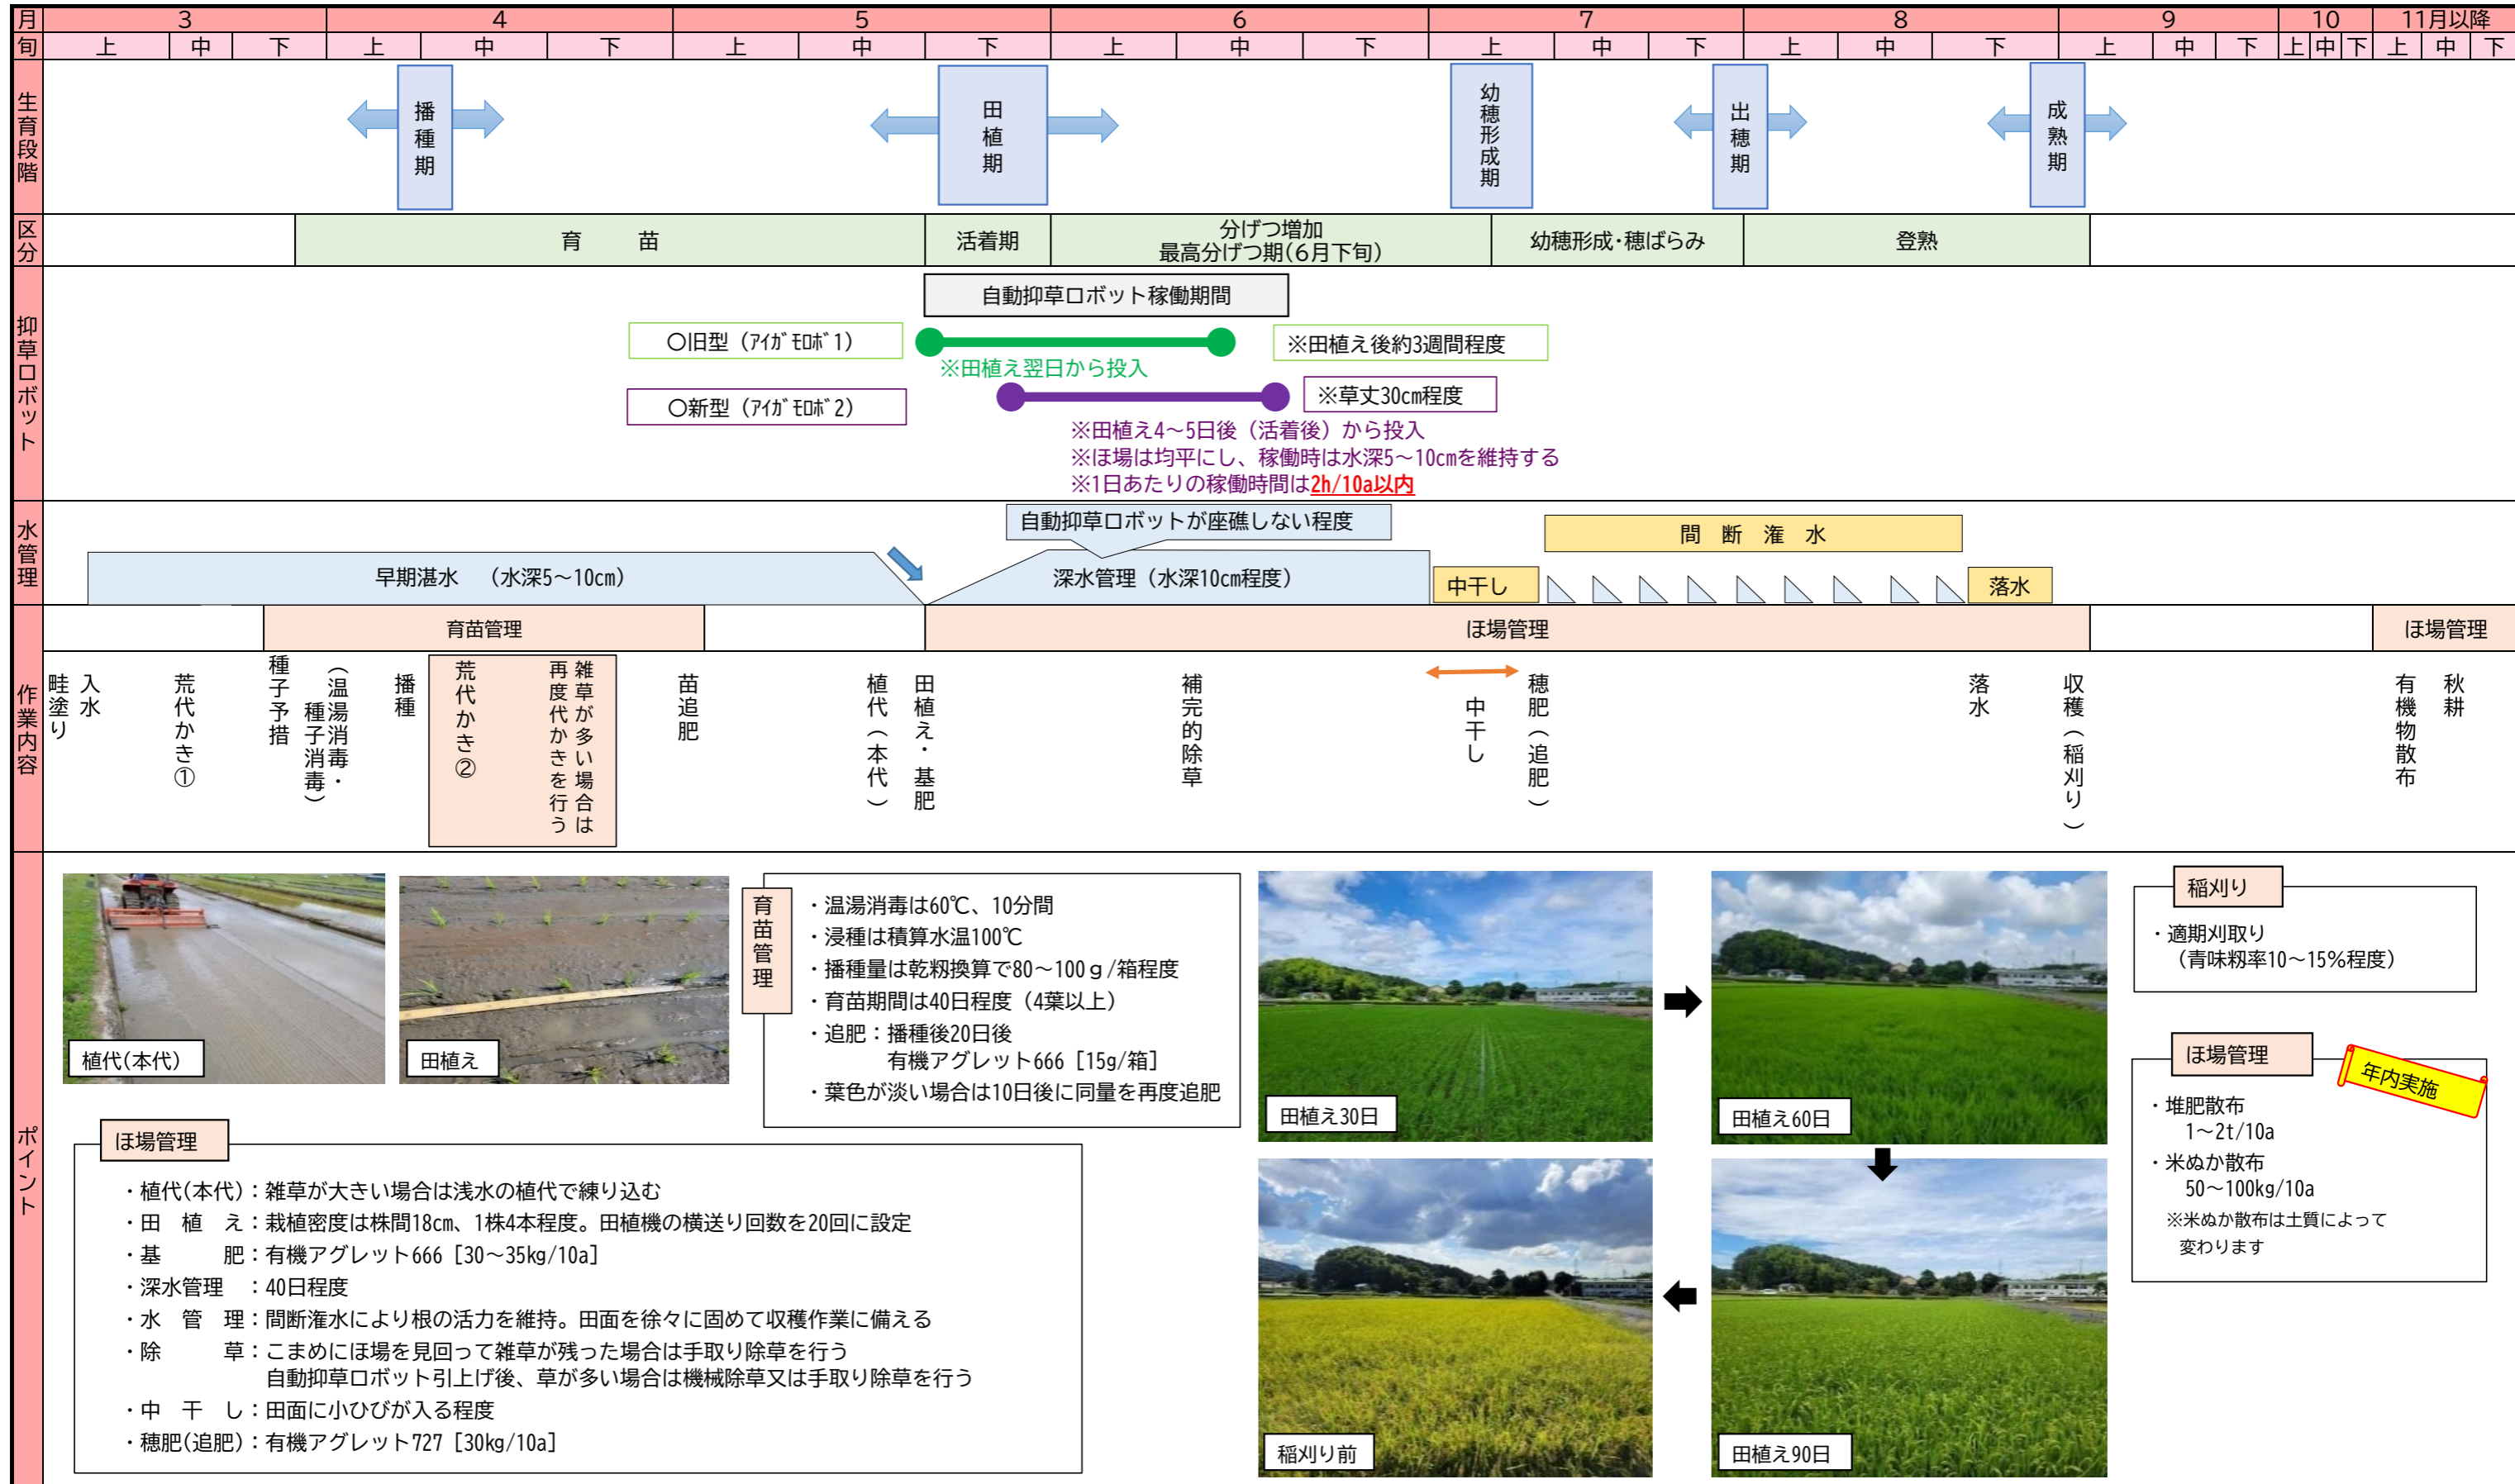 月 3 4 5 6 7 8 9 10 11月以降
旬 上 中 下 上 中 下 上 中 下 上 中 下 上 中 下 上 中 下 上 中 下 上 中 下 上 中 下
生育段階
播種期
田植期
幼穂形成期
出穂期
成熟期
区分
育 苗
活着期
分げつ増加
最高分げつ期(6月下旬)
幼穂形成・穂ばらみ
登熟
抑草ロボット
自動抑草ロボット稼働期間
○旧型（ｱｲｶﾞﾓﾛﾎﾞ1）
※田植え後約3週間程度
※田植え翌日から投入
○新型（ｱｲｶﾞﾓﾛﾎﾞ2）
※草丈30cm程度
※田植え4～5日後（活着後）から投入
※ほ場は均平にし、稼働時は水深5～10cmを維持する
※1日あたりの稼働時間は2h/10a以内
水管理
早期湛水 （水深5～10cm）
自動抑草ロボットが座礁しない程度
深水管理（水深10cm程度）
中干し
間 断 潅 水
落水
作業内容
育苗管理
ほ場管理
ほ場管理
畦塗り
入水
荒代かき①
種子予措
（温湯消毒・
種子消毒）
播種
荒代かき②
雑草が多い場合は
再度代かきを行う
苗追肥
植代（本代）
田植え・基肥
補完的除草
中干し
穂肥（追肥）
落水
収穫（稲刈り）
有機物散布
秋耕
ポイント
植代(本代)
田植え
育苗管理
・温湯消毒は60℃、10分間
・浸種は積算水温100℃
・播種量は乾籾換算で80～100ｇ/箱程度
・育苗期間は40日程度（4葉以上）
・追肥：播種後20日後
有機アグレット666［15g/箱］
・葉色が淡い場合は10日後に同量を再度追肥
ほ場管理
・植代(本代)：雑草が大きい場合は浅水の植代で練り込む
・田 植 え：栽植密度は株間18cm、1株4本程度。田植機の横送り回数を20回に設定
・基 肥：有機アグレット666［30～35kg/10a］
・深水管理 ：40日程度
・水 管 理：間断潅水により根の活力を維持。田面を徐々に固めて収穫作業に備える
・除 草：こまめにほ場を見回って雑草が残った場合は手取り除草を行う
自動抑草ロボット引上げ後、草が多い場合は機械除草又は手取り除草を行う
・中 干 し：田面に小ひびが入る程度
・穂肥(追肥)：有機アグレット727［30kg/10a］
田植え30日
田植え60日
稲刈り前
田植え90日
稲刈り
・適期刈取り
（青味籾率10～15%程度）
ほ場管理
年内実施
・堆肥散布
1～2t/10a
・米ぬか散布
50～100kg/10a
※米ぬか散布は土質によって
変わります